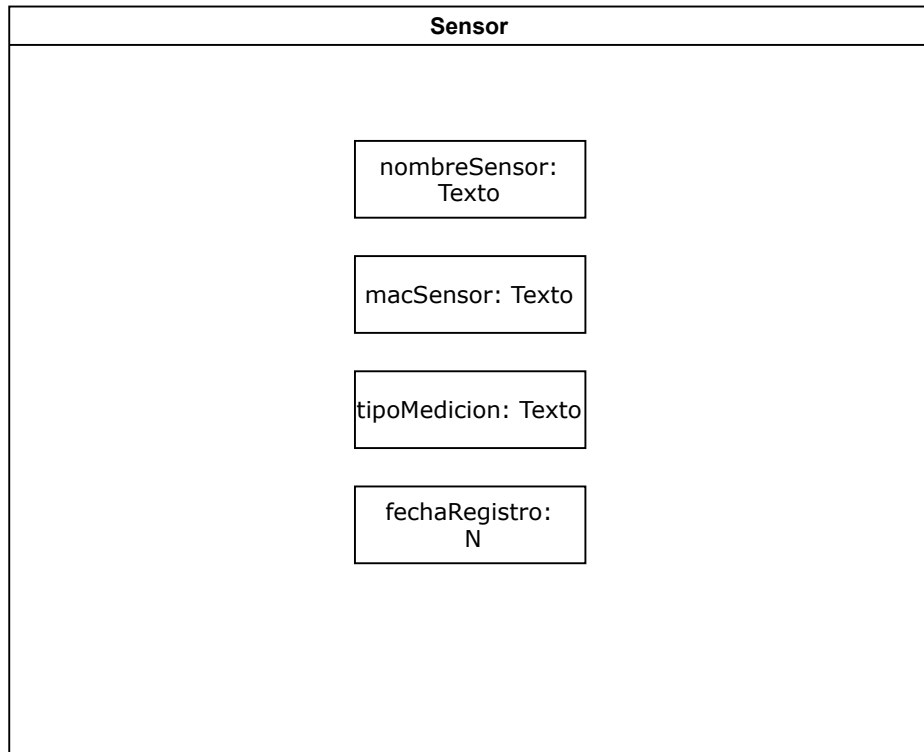 Sensor
nombreSensor:
Texto
macSensor: Texto
tipoMedicion: Texto
fechaRegistro:
N